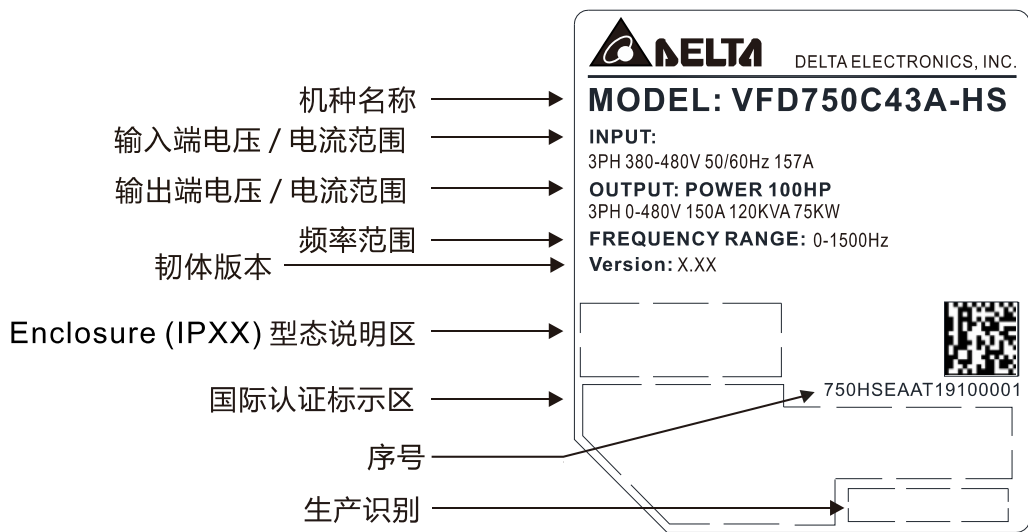 DELTA DELTA ELECTRONICS, INC.
机种名称
MODEL: VFD750C43A-HS
输入端电压 / 电流范围
INPUT:
3PH 380-480V 50/60Hz 157A
输出端电压 / 电流范围
OUTPUT: POWER 100HP
3PH 0-480V 150A 120KVA 75KW
频率范围
FREQUENCY RANGE: 0-1500Hz
韧体版本
Version: X.XX
Enclosure (IPXX) 型态说明区
国际认证标示区
750HSEAAT19100001
序号
生产识别